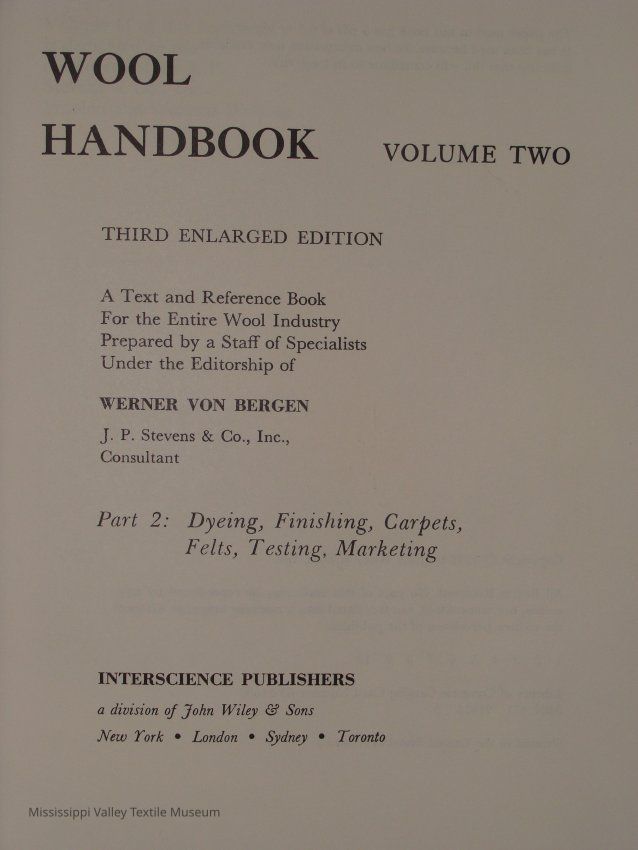 WOOL
HANDBOOK VOLUME TWO
THIRD ENLARGED EDITION
A Text and Reference Book
For the Entire Wool Industry
Prepared by a Staff of Specialists
Under the Editorship of
WERNER VON BERGEN
J. P. Stevens & Co., Inc.,
Consultant
Part 2: Dyeing, Finishing, Carpets,
Felts, Testing, Marketing
INTERSCIENCE PUBLISHERS
a division of John Wiley & Sons
New York • London • Sydney • Toronto
Mississippi Valley Textile Museum